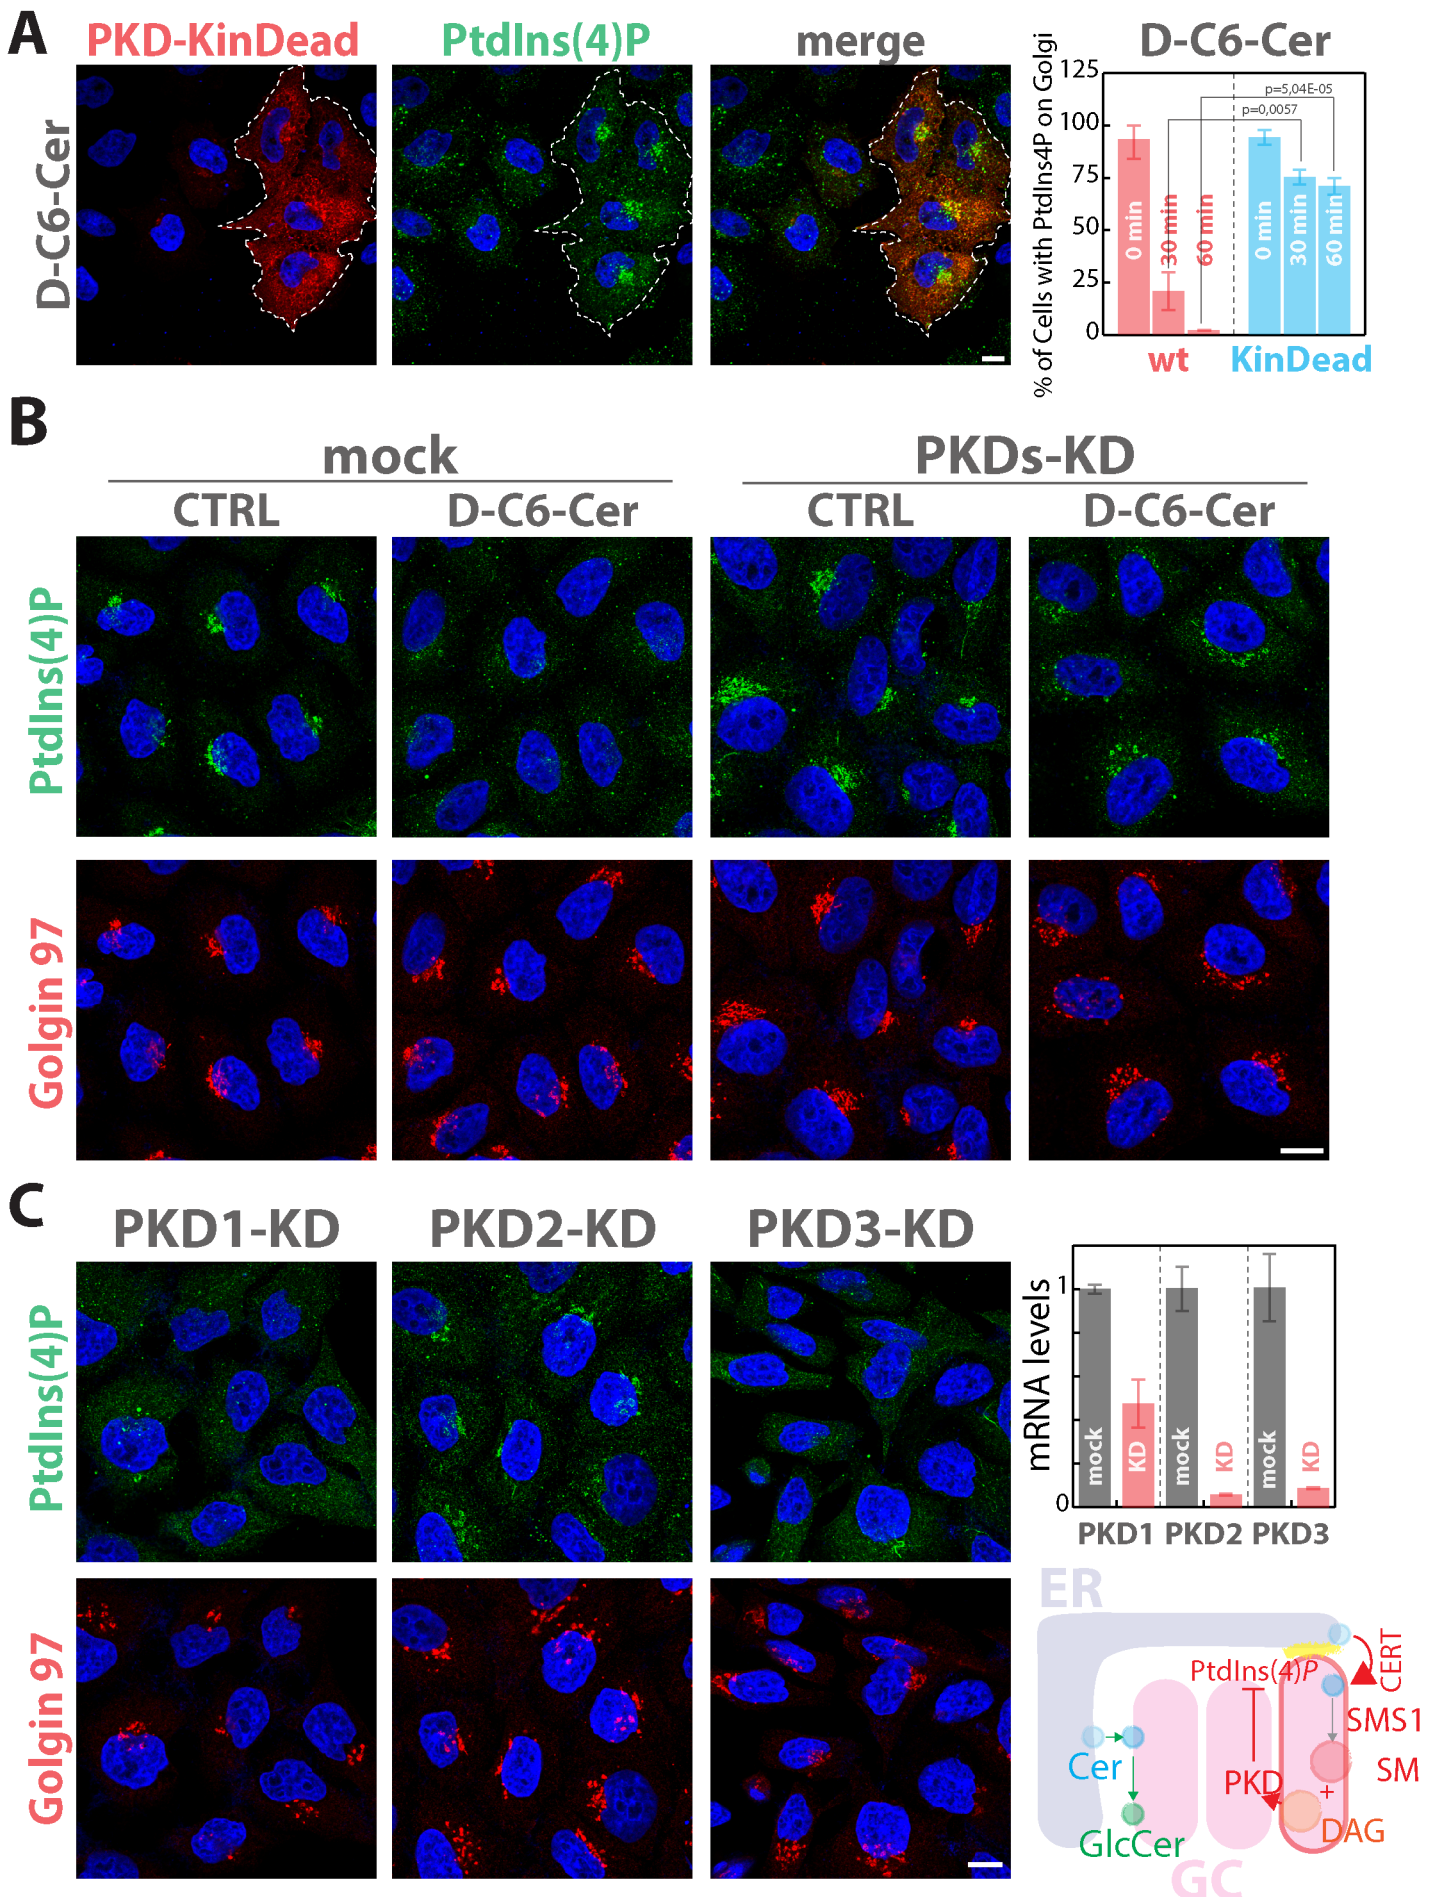 A
PKD-KinDead
PtdIns(4)P
merge
D-C6-Cer
D-C6-Cer
% of Cells with PtdIns4P on Golgi
125
100
75
50
25
0
p=5,04E-05
p=0,0057
0 min
30 min
60 min
0 min
30 min
60 min
wt
KinDead
B
mock
PKDs-KD
CTRL
D-C6-Cer
CTRL
D-C6-Cer
PtdIns(4)P
Golgin 97
C
PKD1-KD
PKD2-KD
PKD3-KD
PtdIns(4)P
Golgin 97
mRNA levels
1
0
mock
KD
mock
KD
mock
KD
PKD1
PKD2
PKD3
ER
PtdIns(4)P
CERT
SMS1
Cer
PKD
SM
+
DAG
GlcCer
GC